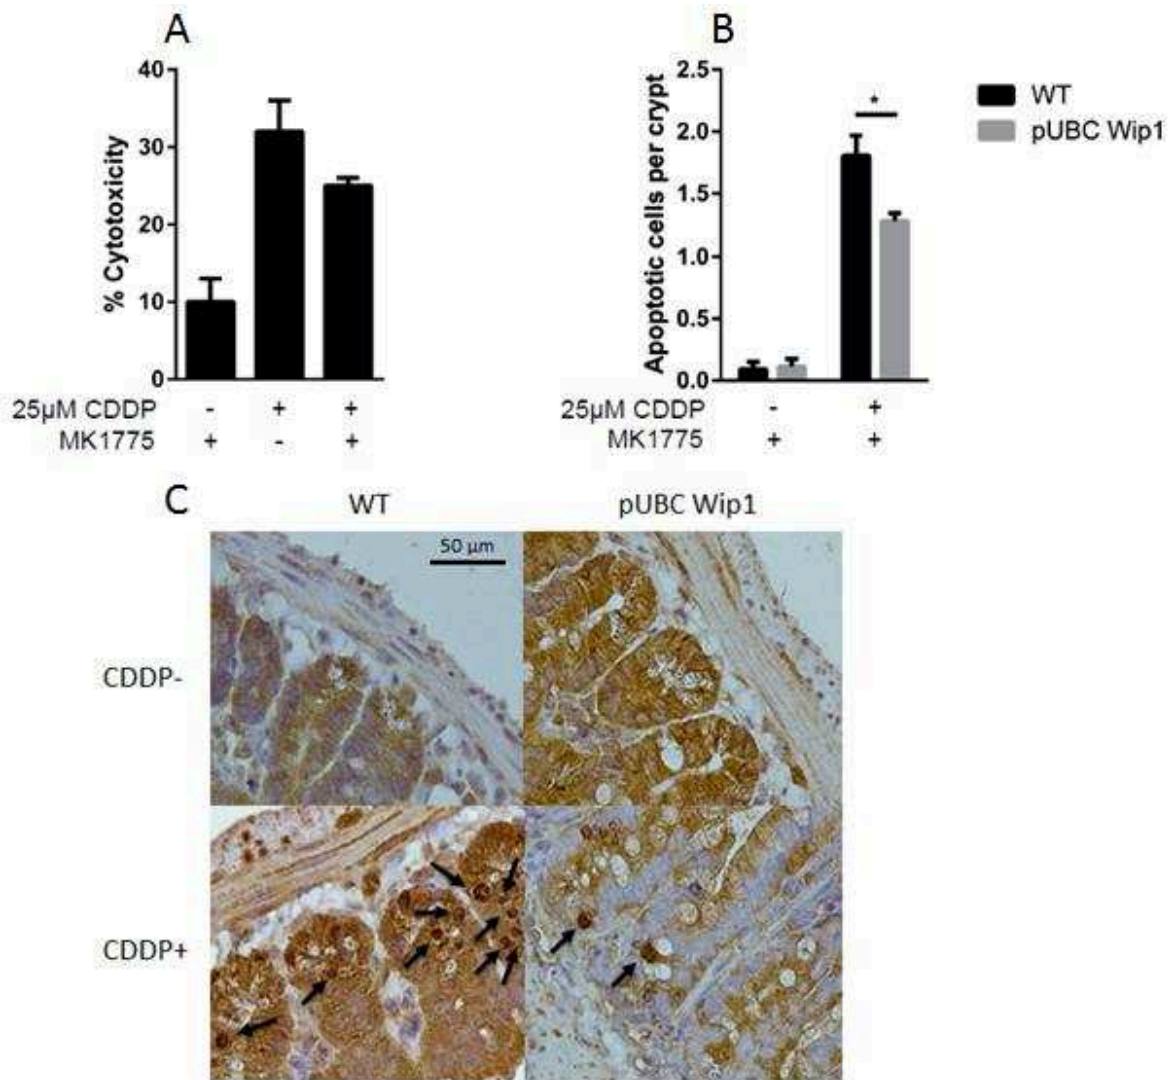 A
40
30
20
10
0
% Cytotoxicity
25μM CDDP - + +
MK1775 + - +
B
2.5
2.0
1.5
1.0
0.5
0.0
Apoptotic cells per crypt
*
WT
pUBC Wip1
25μM CDDP - +
MK1775 + +
C
WT
pUBC Wip1
50 μm
CDDP-
CDDP+